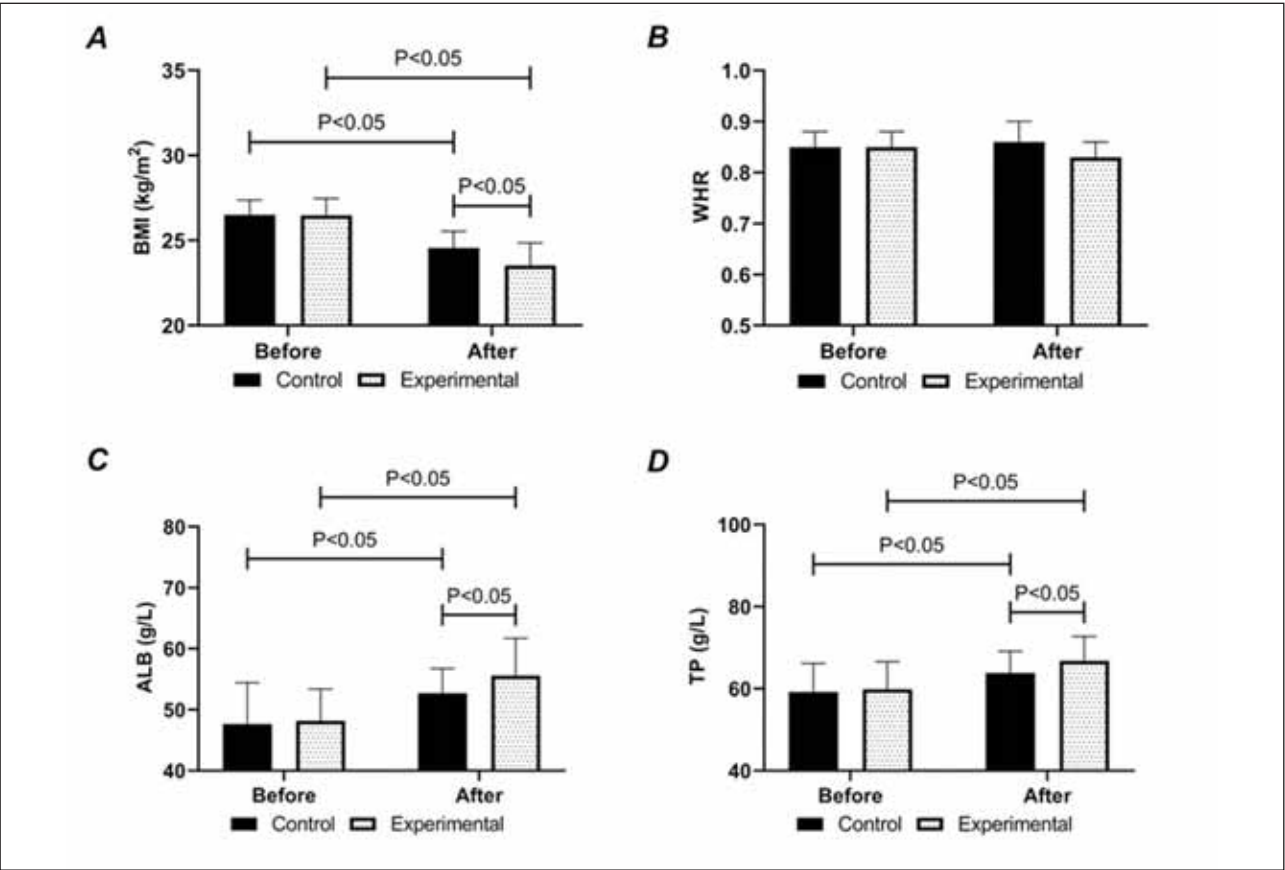 A
P<0.05
35
P<0.05
30
P<0.05
BMI (kg/m²)
25
20
Before After
Control Experimental
B
1.0
0.9
0.8
WHR
0.7
0.6
0.5
Before After
Control Experimental
C
P<0.05
80
P<0.05
70
P<0.05
ALB (g/L)
60
50
40
Before After
Control Experimental
D
P<0.05
100
P<0.05
80
P<0.05
TP (g/L)
60
40
Before After
Control Experimental